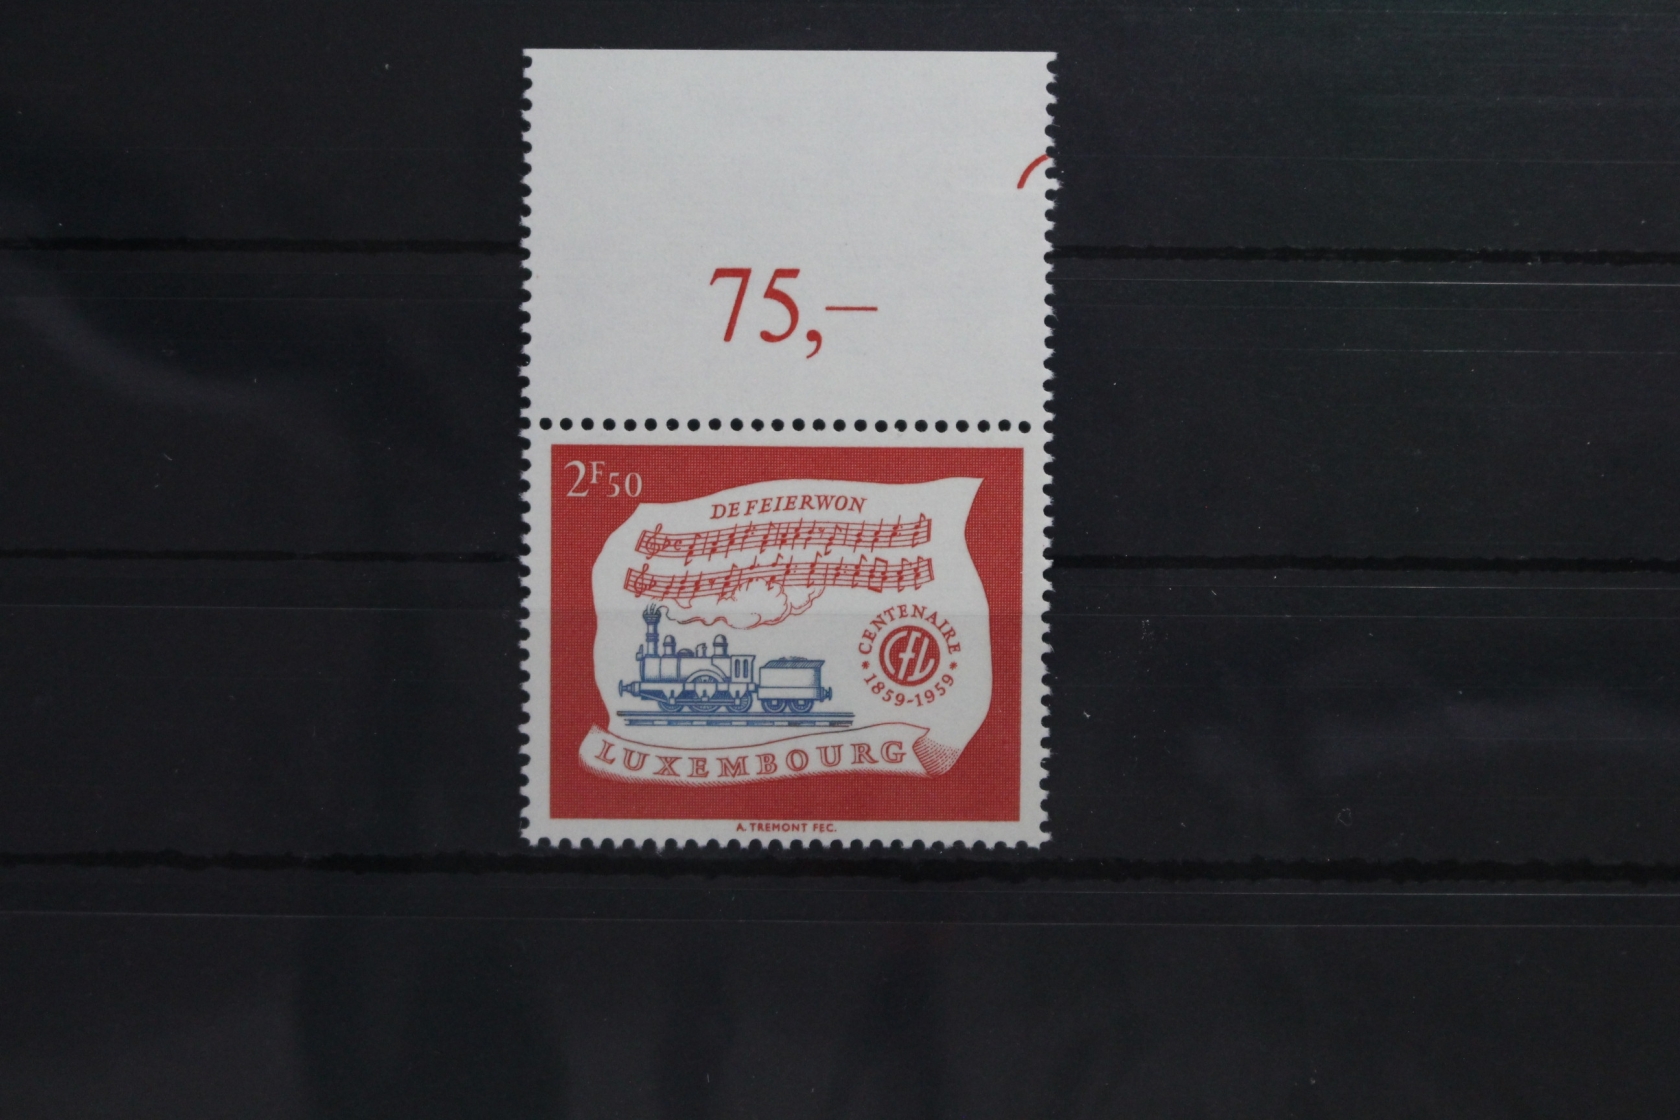 75,–
2F50
DE FEIERWON
CENTENAIRE
CFL
* 1859-1959 *
LUXEMBOURG
A. TREMONT FEC.